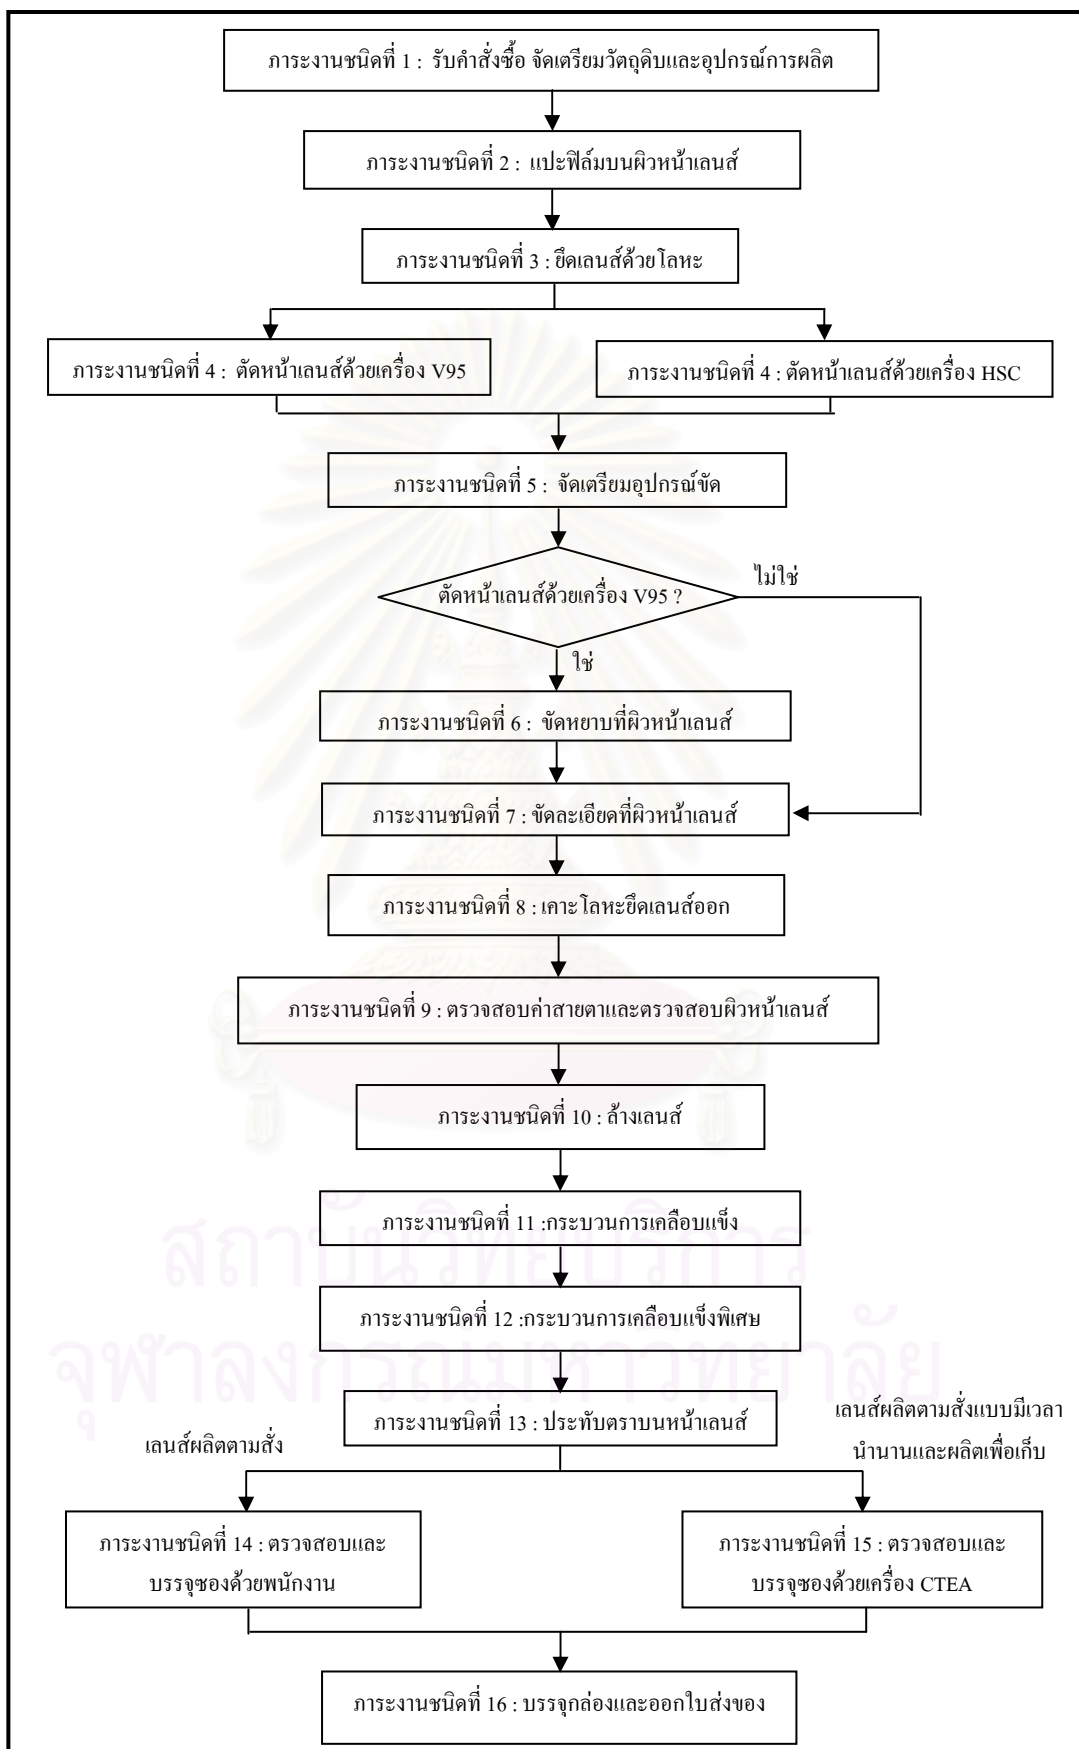 ภาระงานชนิดที่ 1 : รับคำสั่งซื้อ จัดเตรียมวัตถุดิบและอุปกรณ์การผลิต
ภาระงานชนิดที่ 2 : แปะฟิล์มบนผิวหน้าเลนส์
ภาระงานชนิดที่ 3 : ยึดเลนส์ด้วยโลหะ
ภาระงานชนิดที่ 4 : ตัดหน้าเลนส์ด้วยเครื่อง V95
ภาระงานชนิดที่ 4 : ตัดหน้าเลนส์ด้วยเครื่อง HSC
ภาระงานชนิดที่ 5 : จัดเตรียมอุปกรณ์ขัด
ตัดหน้าเลนส์ด้วยเครื่อง V95 ?
ไม่ใช่
ใช่
ภาระงานชนิดที่ 6 : ขัดหยาบที่ผิวหน้าเลนส์
ภาระงานชนิดที่ 7 : ขัดละเอียดที่ผิวหน้าเลนส์
ภาระงานชนิดที่ 8 : เคาะโลหะยึดเลนส์ออก
ภาระงานชนิดที่ 9 : ตรวจสอบค่าสายตาและตรวจสอบผิวหน้าเลนส์
ภาระงานชนิดที่ 10 : ล้างเลนส์
ภาระงานชนิดที่ 11 :กระบวนการเคลือบแข็ง
สถาบันวิทยบริการ
ภาระงานชนิดที่ 12 :กระบวนการเคลือบแข็งพิเศษ
จุฬาลงกรณ์มหาวิทยาลัย
ภาระงานชนิดที่ 13 : ประทับตราบนหน้าเลนส์
เลนส์ผลิตตามสั่ง
เลนส์ผลิตตามสั่งแบบมีเวลา
นำนานและผลิตเพื่อเก็บ
ภาระงานชนิดที่ 14 : ตรวจสอบและ
บรรจุซองด้วยพนักงาน
ภาระงานชนิดที่ 15 : ตรวจสอบและ
บรรจุซองด้วยเครื่อง CTEA
ภาระงานชนิดที่ 16 : บรรจุกล่องและออกใบส่งของ